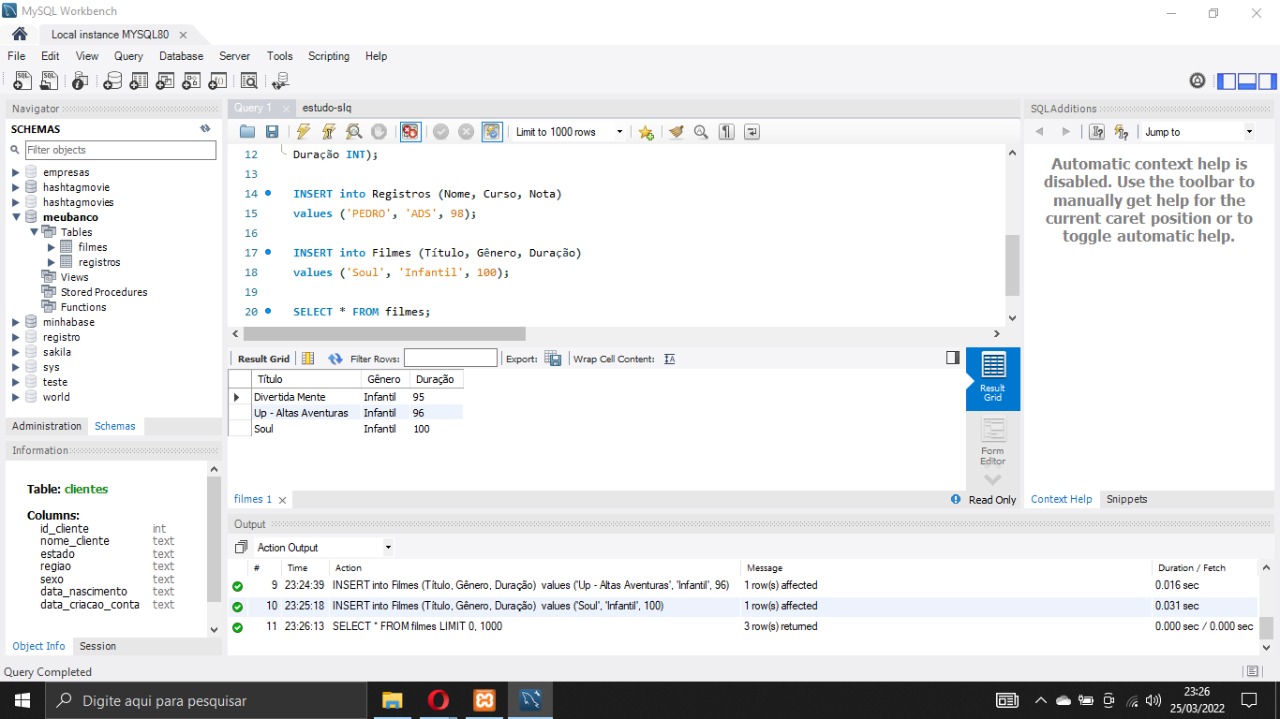 MySQL Workbench
Local instance MYSQL80
File Edit View Query Database Server Tools Scripting Help
Navigator
SCHEMAS
Filter objects
empresas
hashtagmovie
hashtagmovies
meubanco
Tables
filmes
registros
Views
Stored Procedures
Functions
minhabase
registro
sakila
sys
teste
world
Administration Schemas
Information
Table: clientes
Columns:
id_cliente int
nome_cliente text
estado text
regiao text
sexo text
data_nascimento text
data_criacao_conta text
Object Info Session
Query 1 estudo-slq
Limit to 1000 rows
12 Duração INT);
13
14 INSERT into Registros (Nome, Curso, Nota)
15 values ('PEDRO', 'ADS', 98);
16
17 INSERT into Filmes (Título, Gênero, Duração)
18 values ('Soul', 'Infantil', 100);
19
20 SELECT * FROM filmes;
Result Grid Filter Rows: Export: Wrap Cell Content:
Título Gênero Duração
Divertida Mente Infantil 95
Up - Altas Aventuras Infantil 96
Soul Infantil 100
Result
Grid
Form
Editor
filmes 1 Read Only
SQLAdditions
Jump to
Automatic context help is
disabled. Use the toolbar to
manually get help for the
current caret position or to
toggle automatic help.
Context Help Snippets
Output
Action Output
# Time Action Message Duration / Fetch
9 23:24:39 INSERT into Filmes (Título, Gênero, Duração) values ('Up - Altas Aventuras', 'Infantil', 96) 1 row(s) affected 0.016 sec
10 23:25:18 INSERT into Filmes (Título, Gênero, Duração) values ('Soul', 'Infantil', 100) 1 row(s) affected 0.031 sec
11 23:26:13 SELECT * FROM filmes LIMIT 0, 1000 3 row(s) returned 0.000 sec / 0.000 sec
Query Completed
Digite aqui para pesquisar
23:26
25/03/2022